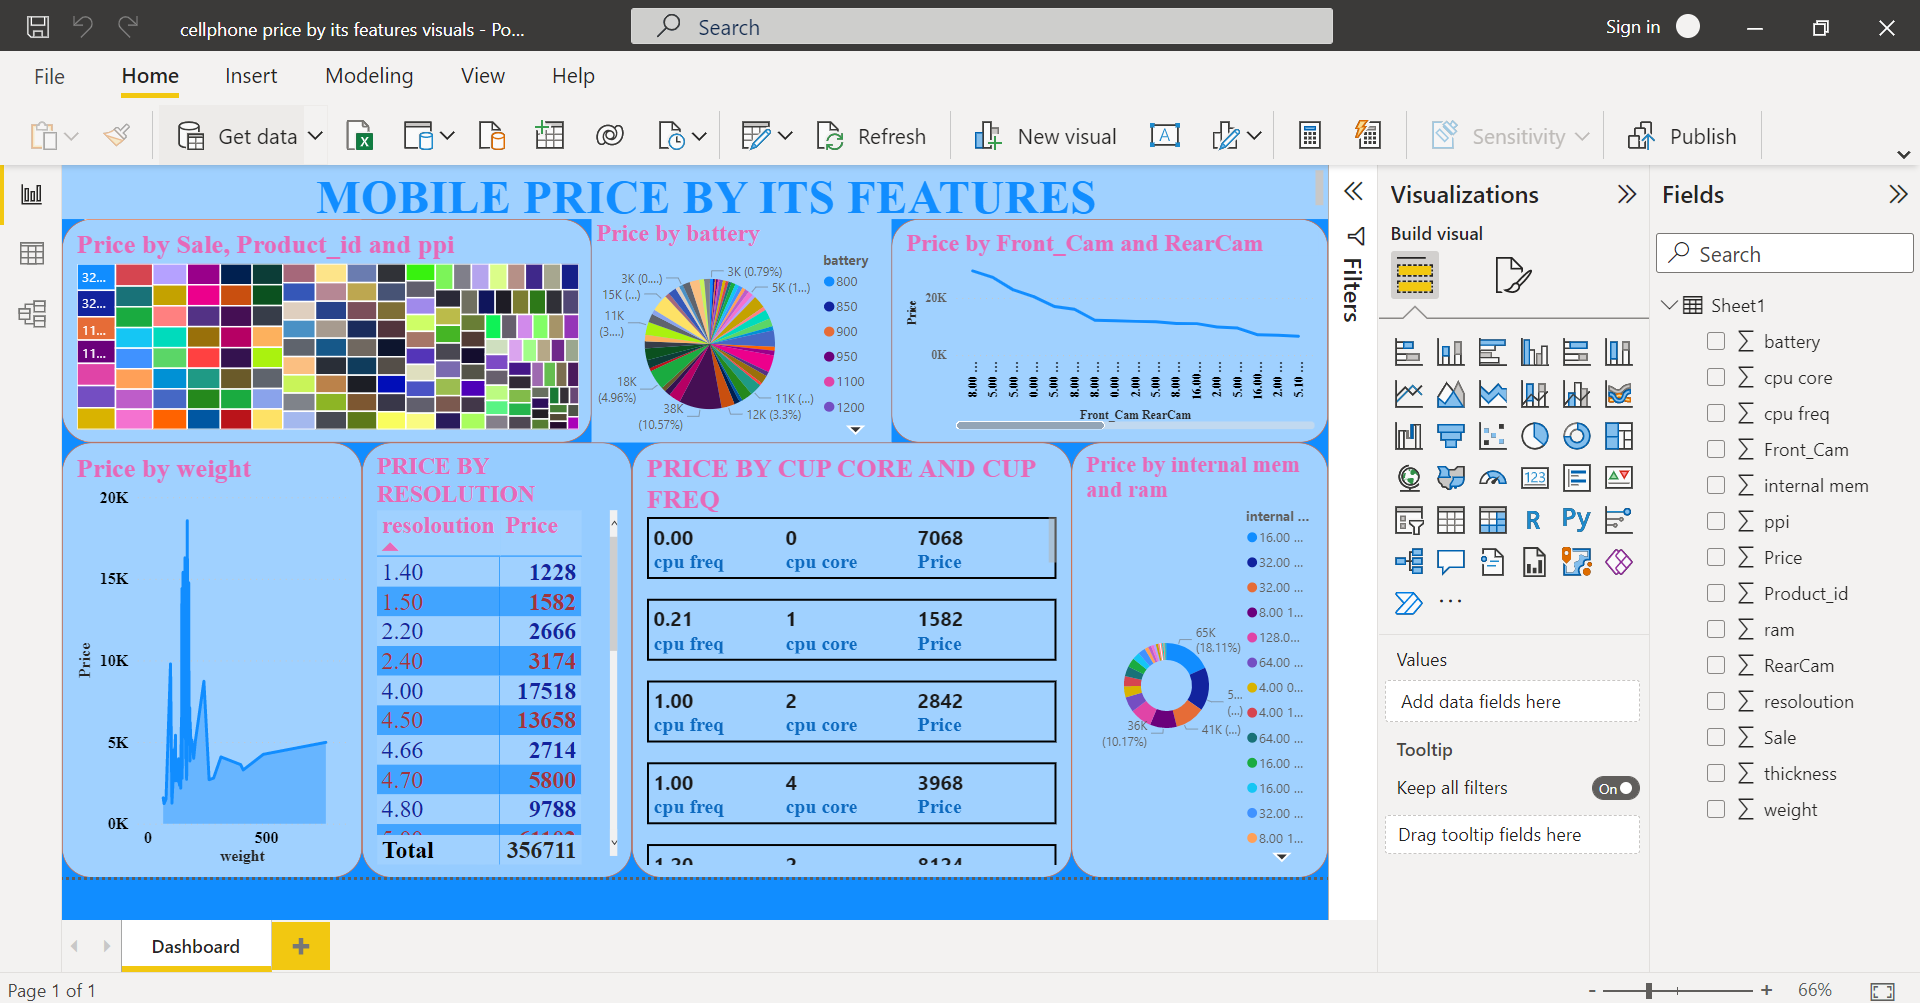 cellphone price by its features visuals - Po...
Search
Sign in
File Home Insert Modeling View Help
Get data
Refresh
New visual
Sensitivity
Publish
MOBILE PRICE BY ITS FEATURES
Price by Sale, Product_id and ppi
32...
32...
11...
11...
Price by battery
3K (0.79%)
5K (1...)
11K (...)
12K (3.3%)
38K
(10.57%)
18K
(4.96%)
11K
(3....)
15K (...)
3K (0....)
battery
800
850
900
950
1100
1200
Price by Front_Cam and RearCam
Price
20K
0K
8.00 ...
5.00 ...
5.00 ...
0.00 ...
5.00 ...
8.00 ...
8.00 ...
0.00 ...
2.00 ...
5.00 ...
8.00 ...
16.00...
2.00 ...
5.00 ...
16.00...
2.00 ...
5.10 ...
Front_Cam RearCam
Price by weight
20K
15K
10K
5K
0K
Price
0 500
weight
PRICE BY
RESOLUTION
resoloution Price
1.40 1228
1.50 1582
2.20 2666
2.40 3174
4.00 17518
4.50 13658
4.66 2714
4.70 5800
4.80 9788
Total 356711
PRICE BY CUP CORE AND CUP
FREQ
0.00 0 7068
cpu freq cpu core Price
0.21 1 1582
cpu freq cpu core Price
1.00 2 2842
cpu freq cpu core Price
1.00 4 3968
cpu freq cpu core Price
1.20 2 8124
Price by internal mem
and ram
65K
(18.11%)
5...
(...)
41K (...)
36K
(10.17%)
internal ...
16.00 ...
32.00 ...
32.00 ...
8.00 1...
128.0...
64.00 ...
4.00 0...
4.00 1...
64.00 ...
16.00 ...
16.00 ...
32.00 ...
8.00 1...
Filters
Visualizations
Build visual
123
R
Py
...
Values
Add data fields here
Tooltip
Keep all filters
On
Drag tooltip fields here
Fields
Search
Sheet1
battery
cpu core
cpu freq
Front_Cam
internal mem
ppi
Price
Product_id
ram
RearCam
resoloution
Sale
thickness
weight
Dashboard
Page 1 of 1
- + 66%